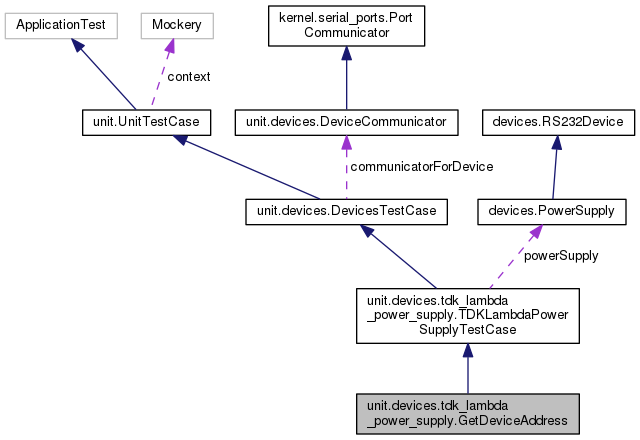 ApplicationTest
Mockery
kernel.serial_ports.Port
Communicator
context
unit.UnitTestCase
unit.devices.DeviceCommunicator
devices.RS232Device
communicatorForDevice
unit.devices.DevicesTestCase
devices.PowerSupply
powerSupply
unit.devices.tdk_lambda
_power_supply.TDKLambdaPower
SupplyTestCase
unit.devices.tdk_lambda
_power_supply.GetDeviceAddress